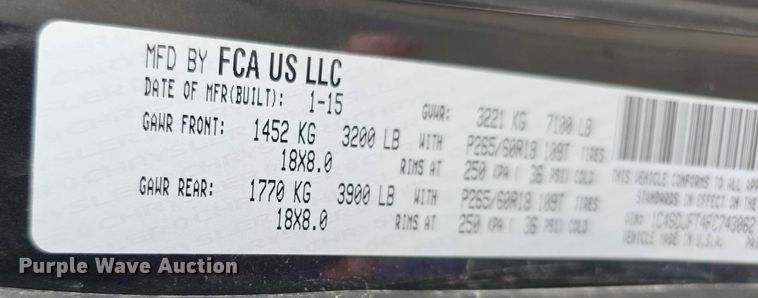 MFD BY FCA US LLC
DATE OF MFR(BUILT): 1-15 GVWR: 3221 KG 7100 LB
GAWR FRONT: 1452 KG 3200 LB WITH P265/60R18 109T TIRES
18X8.0 RIMS AT 250 KPA ( 36 PSI) COLD
GAWR REAR: 1770 KG 3900 LB WITH P265/60R18 109T TIRES
18X8.0 RIMS AT 250 KPA ( 36 PSI) COLD
THIS VEHICLE CONFORMS TO ALL
STANDARDS IN EFFECT ON THE
VIN: 1C4SDJFT4FC743062
VEHICLE MADE IN U.S.A.
Purple Wave Auction